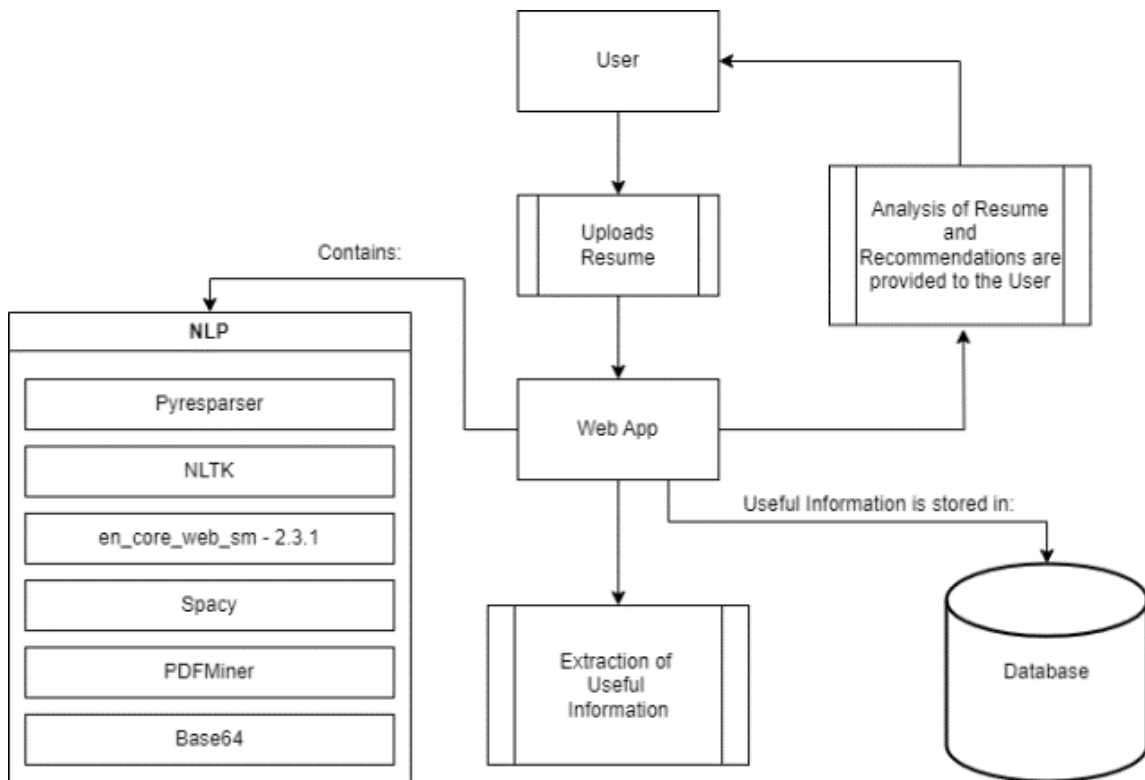 User
Uploads
Resume
Analysis of Resume
and
Recommendations are
provided to the User
Contains:
NLP
Pyresparser
NLTK
en_core_web_sm - 2.3.1
Spacy
PDFMiner
Base64
Web App
Useful Information is stored in:
Extraction of
Useful
Information
Database